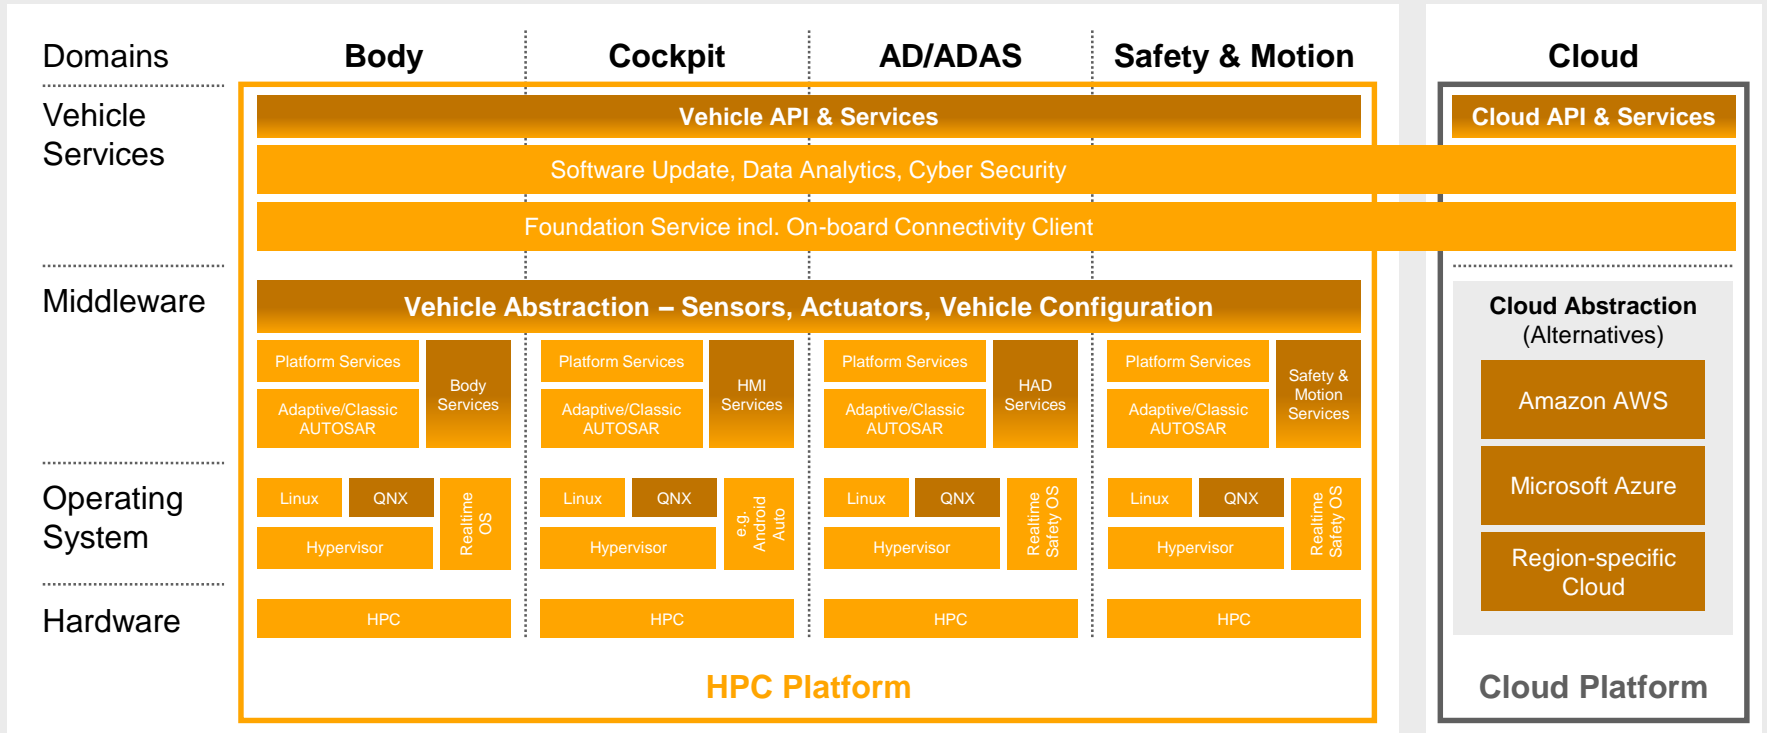 Domains
Body
Cockpit
AD/ADAS
Safety & Motion
Cloud
Vehicle
Services
Vehicle API & Services
Cloud API & Services
Software Update, Data Analytics, Cyber Security
Foundation Service incl. On-board Connectivity Client
Middleware
Vehicle Abstraction – Sensors, Actuators, Vehicle Configuration
Platform Services
Adaptive/Classic
AUTOSAR
Body
Services
Platform Services
Adaptive/Classic
AUTOSAR
HMI
Services
Platform Services
Adaptive/Classic
AUTOSAR
HAD
Services
Platform Services
Adaptive/Classic
AUTOSAR
Safety &
Motion
Services
Cloud Abstraction
(Alternatives)
Amazon AWS
Microsoft Azure
Region-specific
Cloud
Operating
System
Linux
QNX
Hypervisor
Realtime
OS
Linux
QNX
Hypervisor
e.g.
Android
Auto
Linux
QNX
Hypervisor
Realtime
Safety OS
Linux
QNX
Hypervisor
Realtime
Safety OS
Hardware
HPC
HPC
HPC
HPC
HPC Platform
Cloud Platform